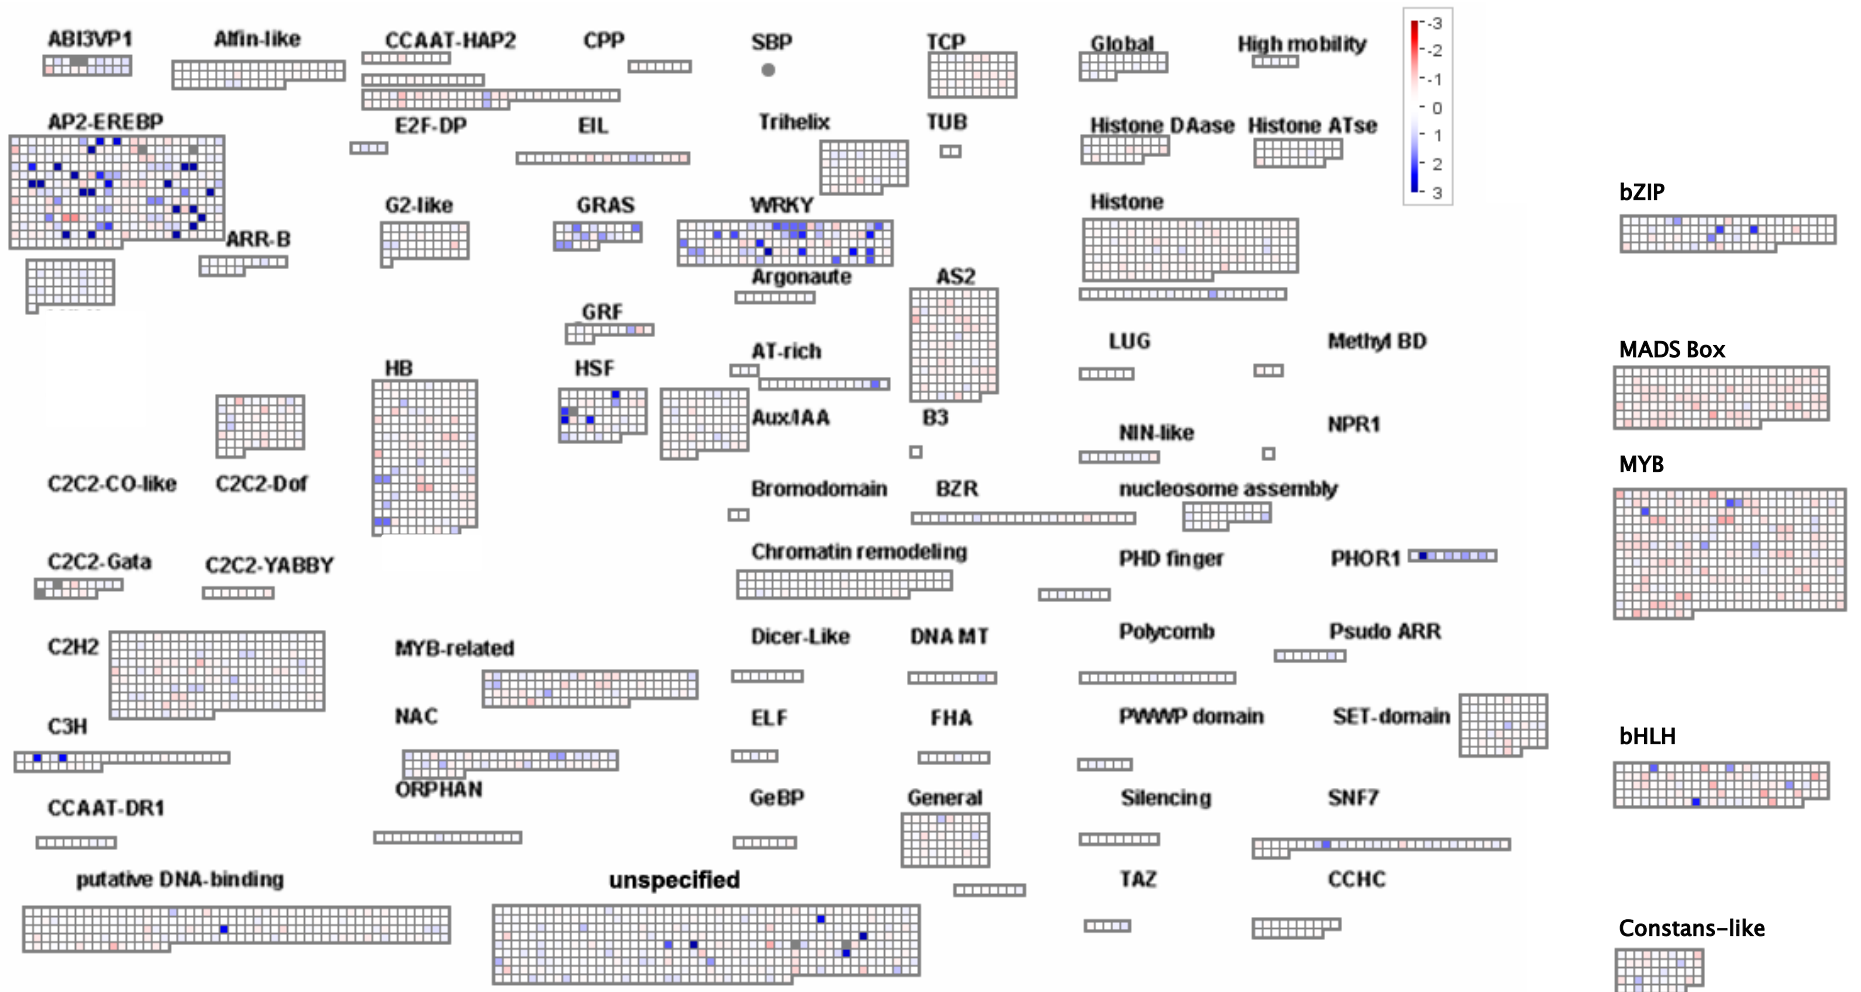 ABI3VP1
Alfin-like
CCAAT-HAP2
CPP
SBP
TCP
Global
High mobility
-3
-2
-1
0
1
2
3
AP2-EREBP
E2F-DP
EIL
Trihelix
TUB
Histone DAase
Histone ATse
bZIP
G2-like
GRAS
WRKY
Histone
ARR-B
Argonaute
AS2
GRF
LUG
Methyl BD
MADS Box
AT-rich
HB
HSF
Aux/IAA
B3
NIN-like
NPR1
MYB
C2C2-CO-like
C2C2-Dof
Bromodomain
BZR
nucleosome assembly
C2C2-Gata
C2C2-YABBY
Chromatin remodeling
PHD finger
PHOR1
C2H2
MYB-related
Dicer-Like
DNA MT
Polycomb
Psudo ARR
C3H
NAC
ELF
FHA
PWWP domain
SET-domain
bHLH
CCAAT-DR1
ORPHAN
GeBP
General
Silencing
SNF7
putative DNA-binding
unspecified
TAZ
CCHC
Constans-like